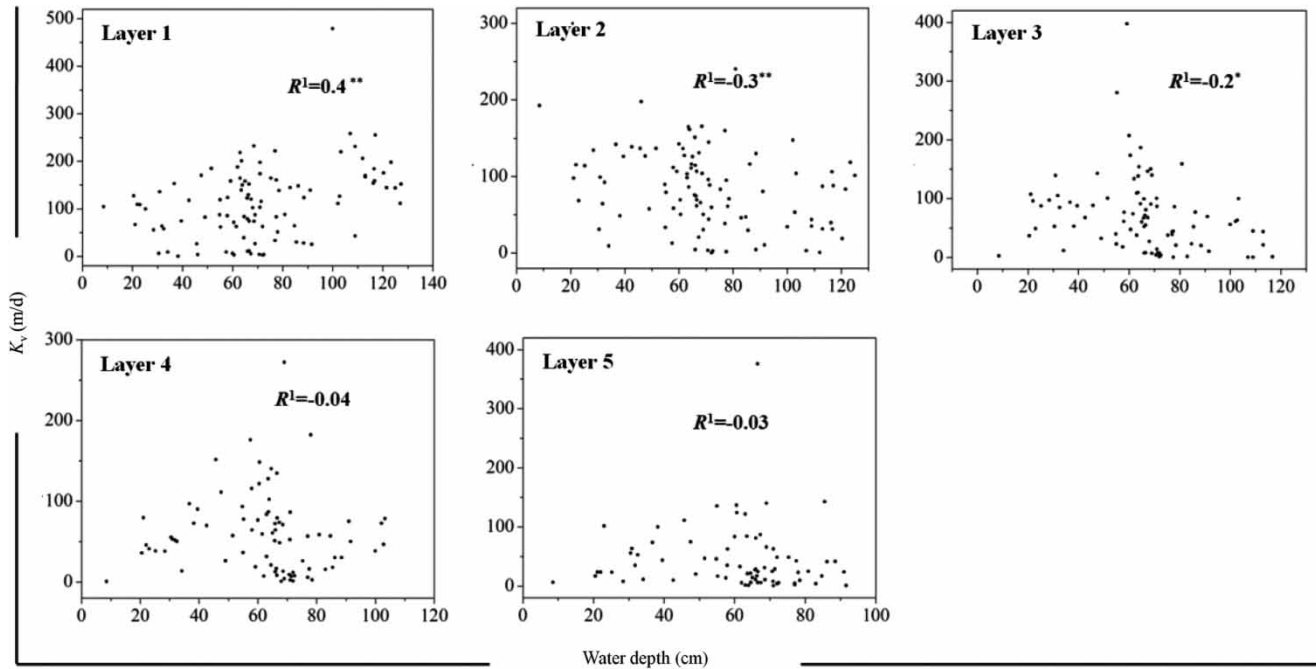 Layer 1
R¹=0.4**
500
400
300
200
100
0
0 20 40 60 80 100 120 140
Layer 2
R¹=-0.3**
300
200
100
0
0 20 40 60 80 100 120
Layer 3
R¹=-0.2*
400
300
200
100
0
0 20 40 60 80 100 120
Kv (m/d)
Layer 4
R¹=-0.04
300
200
100
0
0 20 40 60 80 100 120
Layer 5
R¹=-0.03
400
300
200
100
0
0 20 40 60 80 100
Water depth (cm)